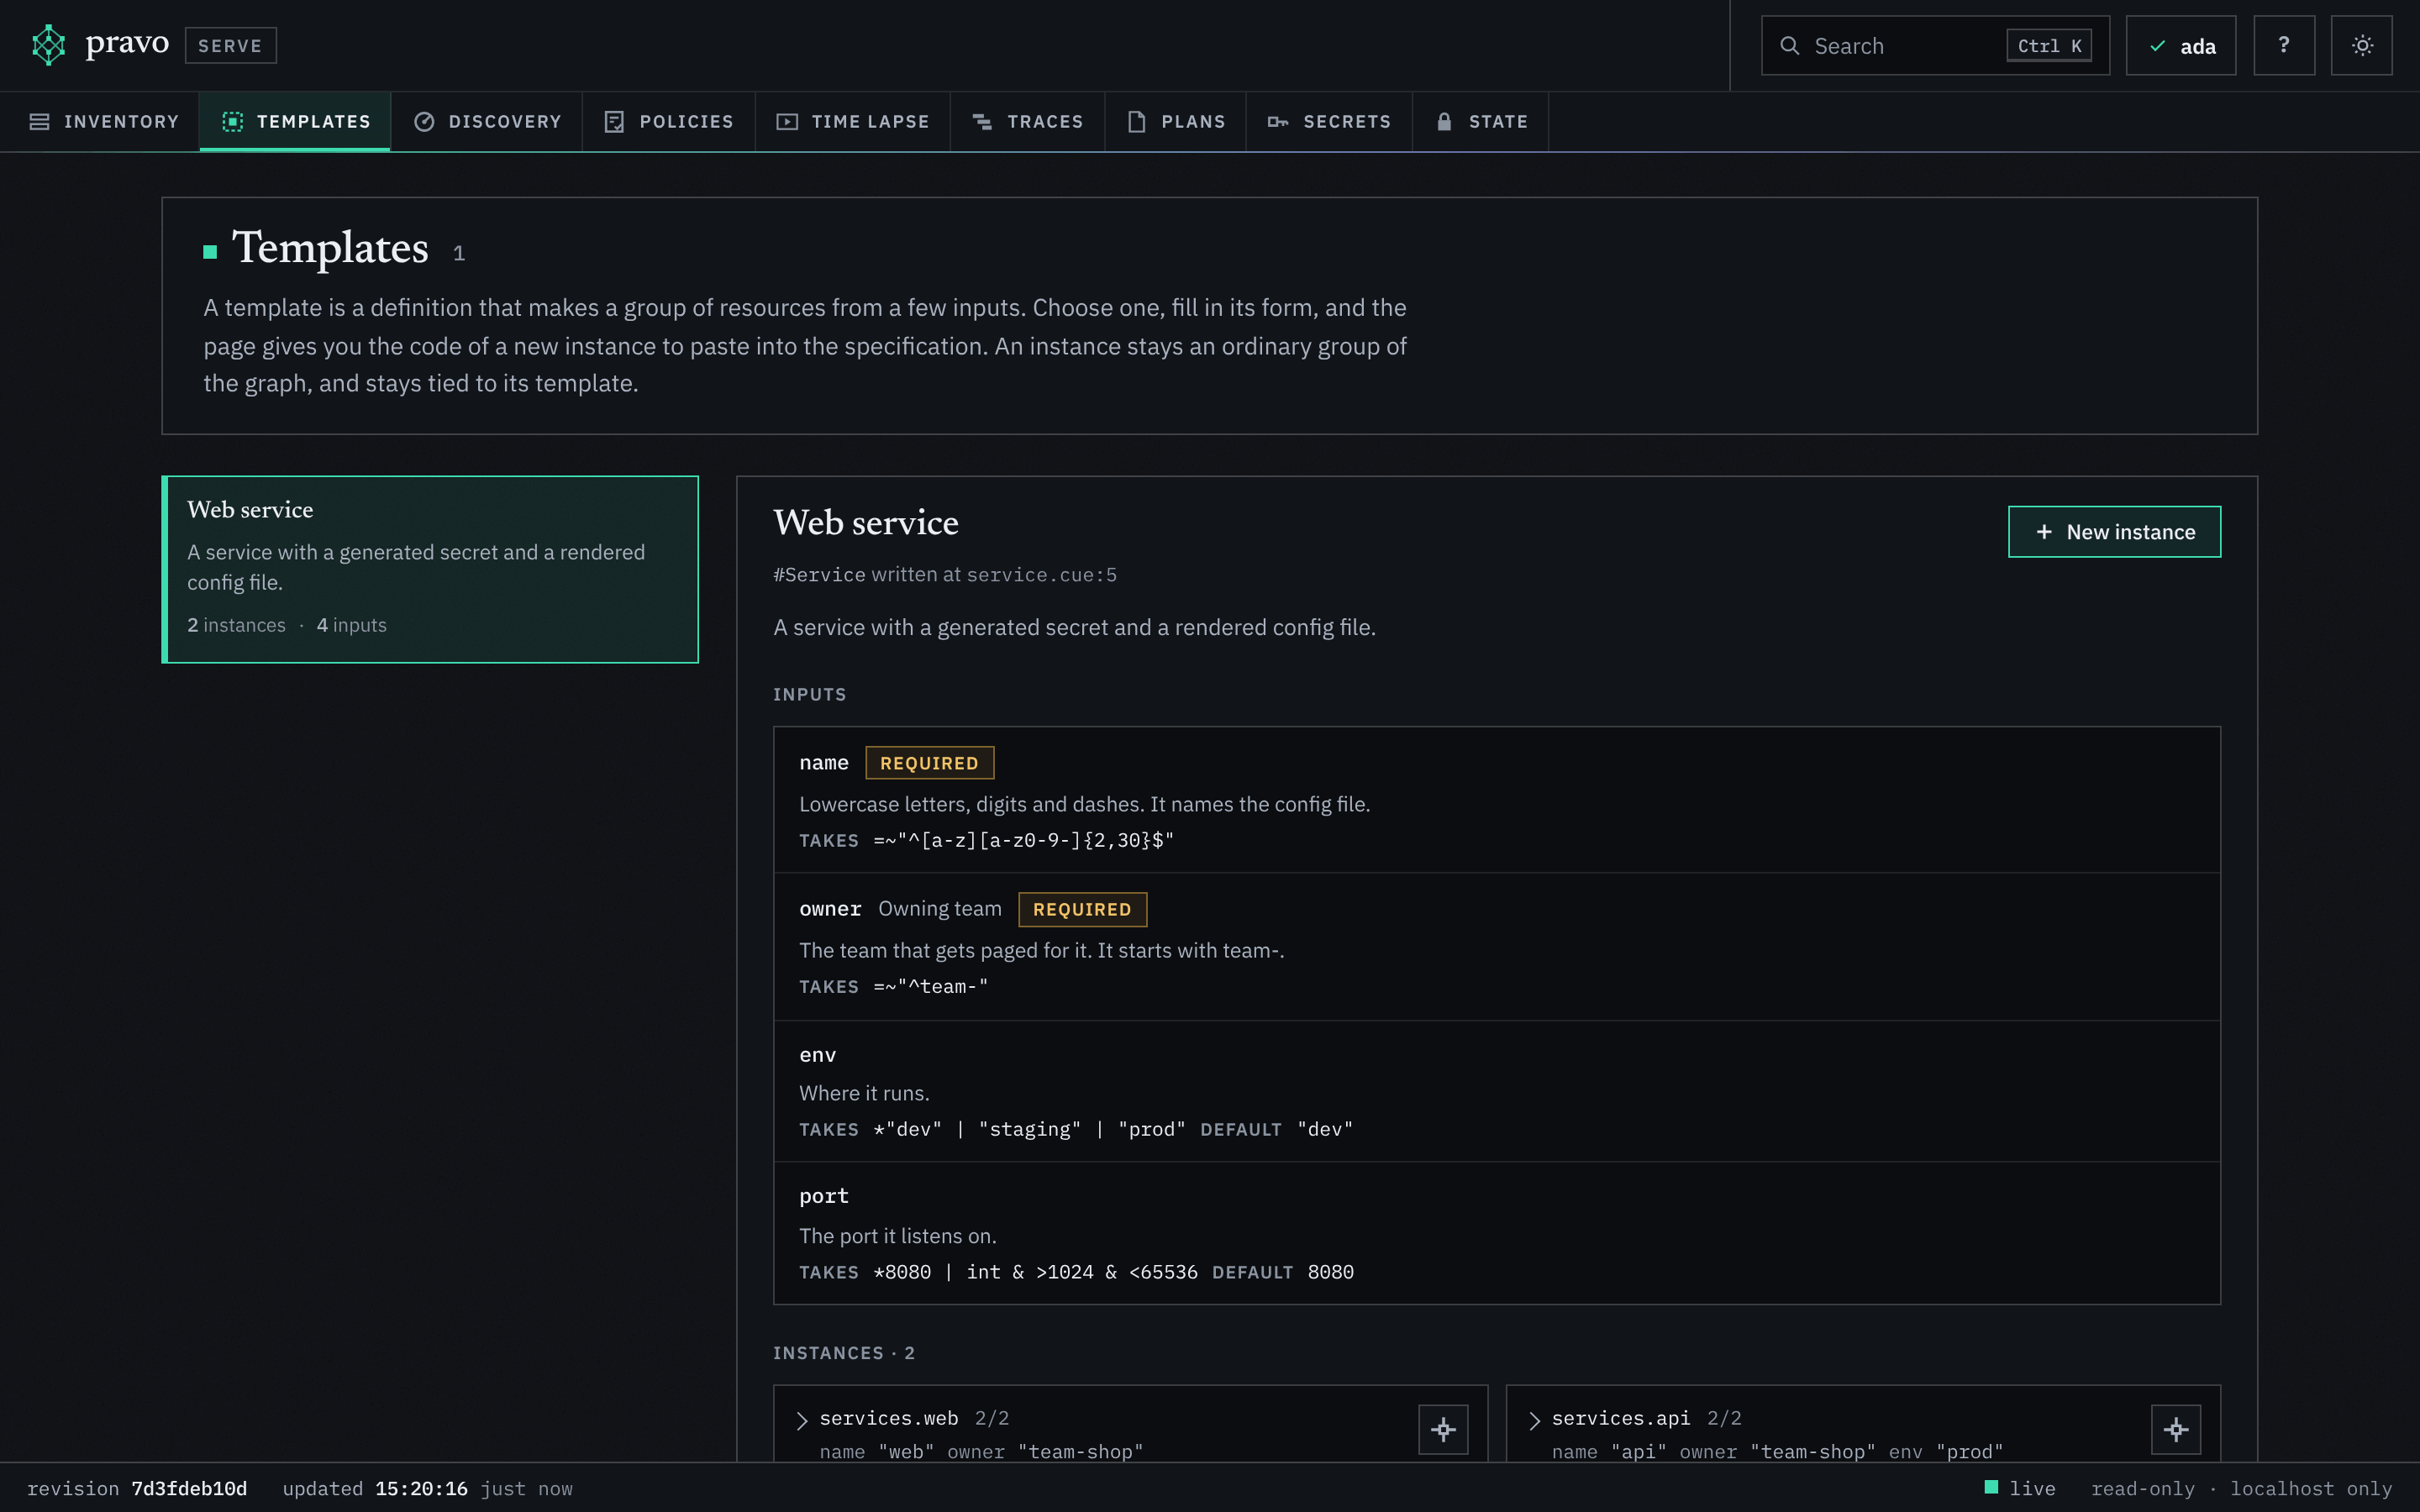 pravo SERVE
Search Ctrl K
ada
?
INVENTORY TEMPLATES DISCOVERY POLICIES TIME LAPSE TRACES PLANS SECRETS STATE
Templates 1
A template is a definition that makes a group of resources from a few inputs. Choose one, fill in its form, and the
page gives you the code of a new instance to paste into the specification. An instance stays an ordinary group of
the graph, and stays tied to its template.
Web service
A service with a generated secret and a rendered
config file.
2 instances · 4 inputs
Web service
+ New instance
#Service written at service.cue:5
A service with a generated secret and a rendered config file.
INPUTS
name REQUIRED
Lowercase letters, digits and dashes. It names the config file.
TAKES =~"^[a-z][a-z0-9-]{2,30}$"
owner Owning team REQUIRED
The team that gets paged for it. It starts with team-.
TAKES =~"^team-"
env
Where it runs.
TAKES *"dev" | "staging" | "prod" DEFAULT "dev"
port
The port it listens on.
TAKES *8080 | int & >1024 & <65536 DEFAULT 8080
INSTANCES · 2
services.web 2/2
name "web" owner "team-shop"
services.api 2/2
name "api" owner "team-shop" env "prod"
revision 7d3fdeb10d updated 15:20:16 just now
live read-only · localhost only